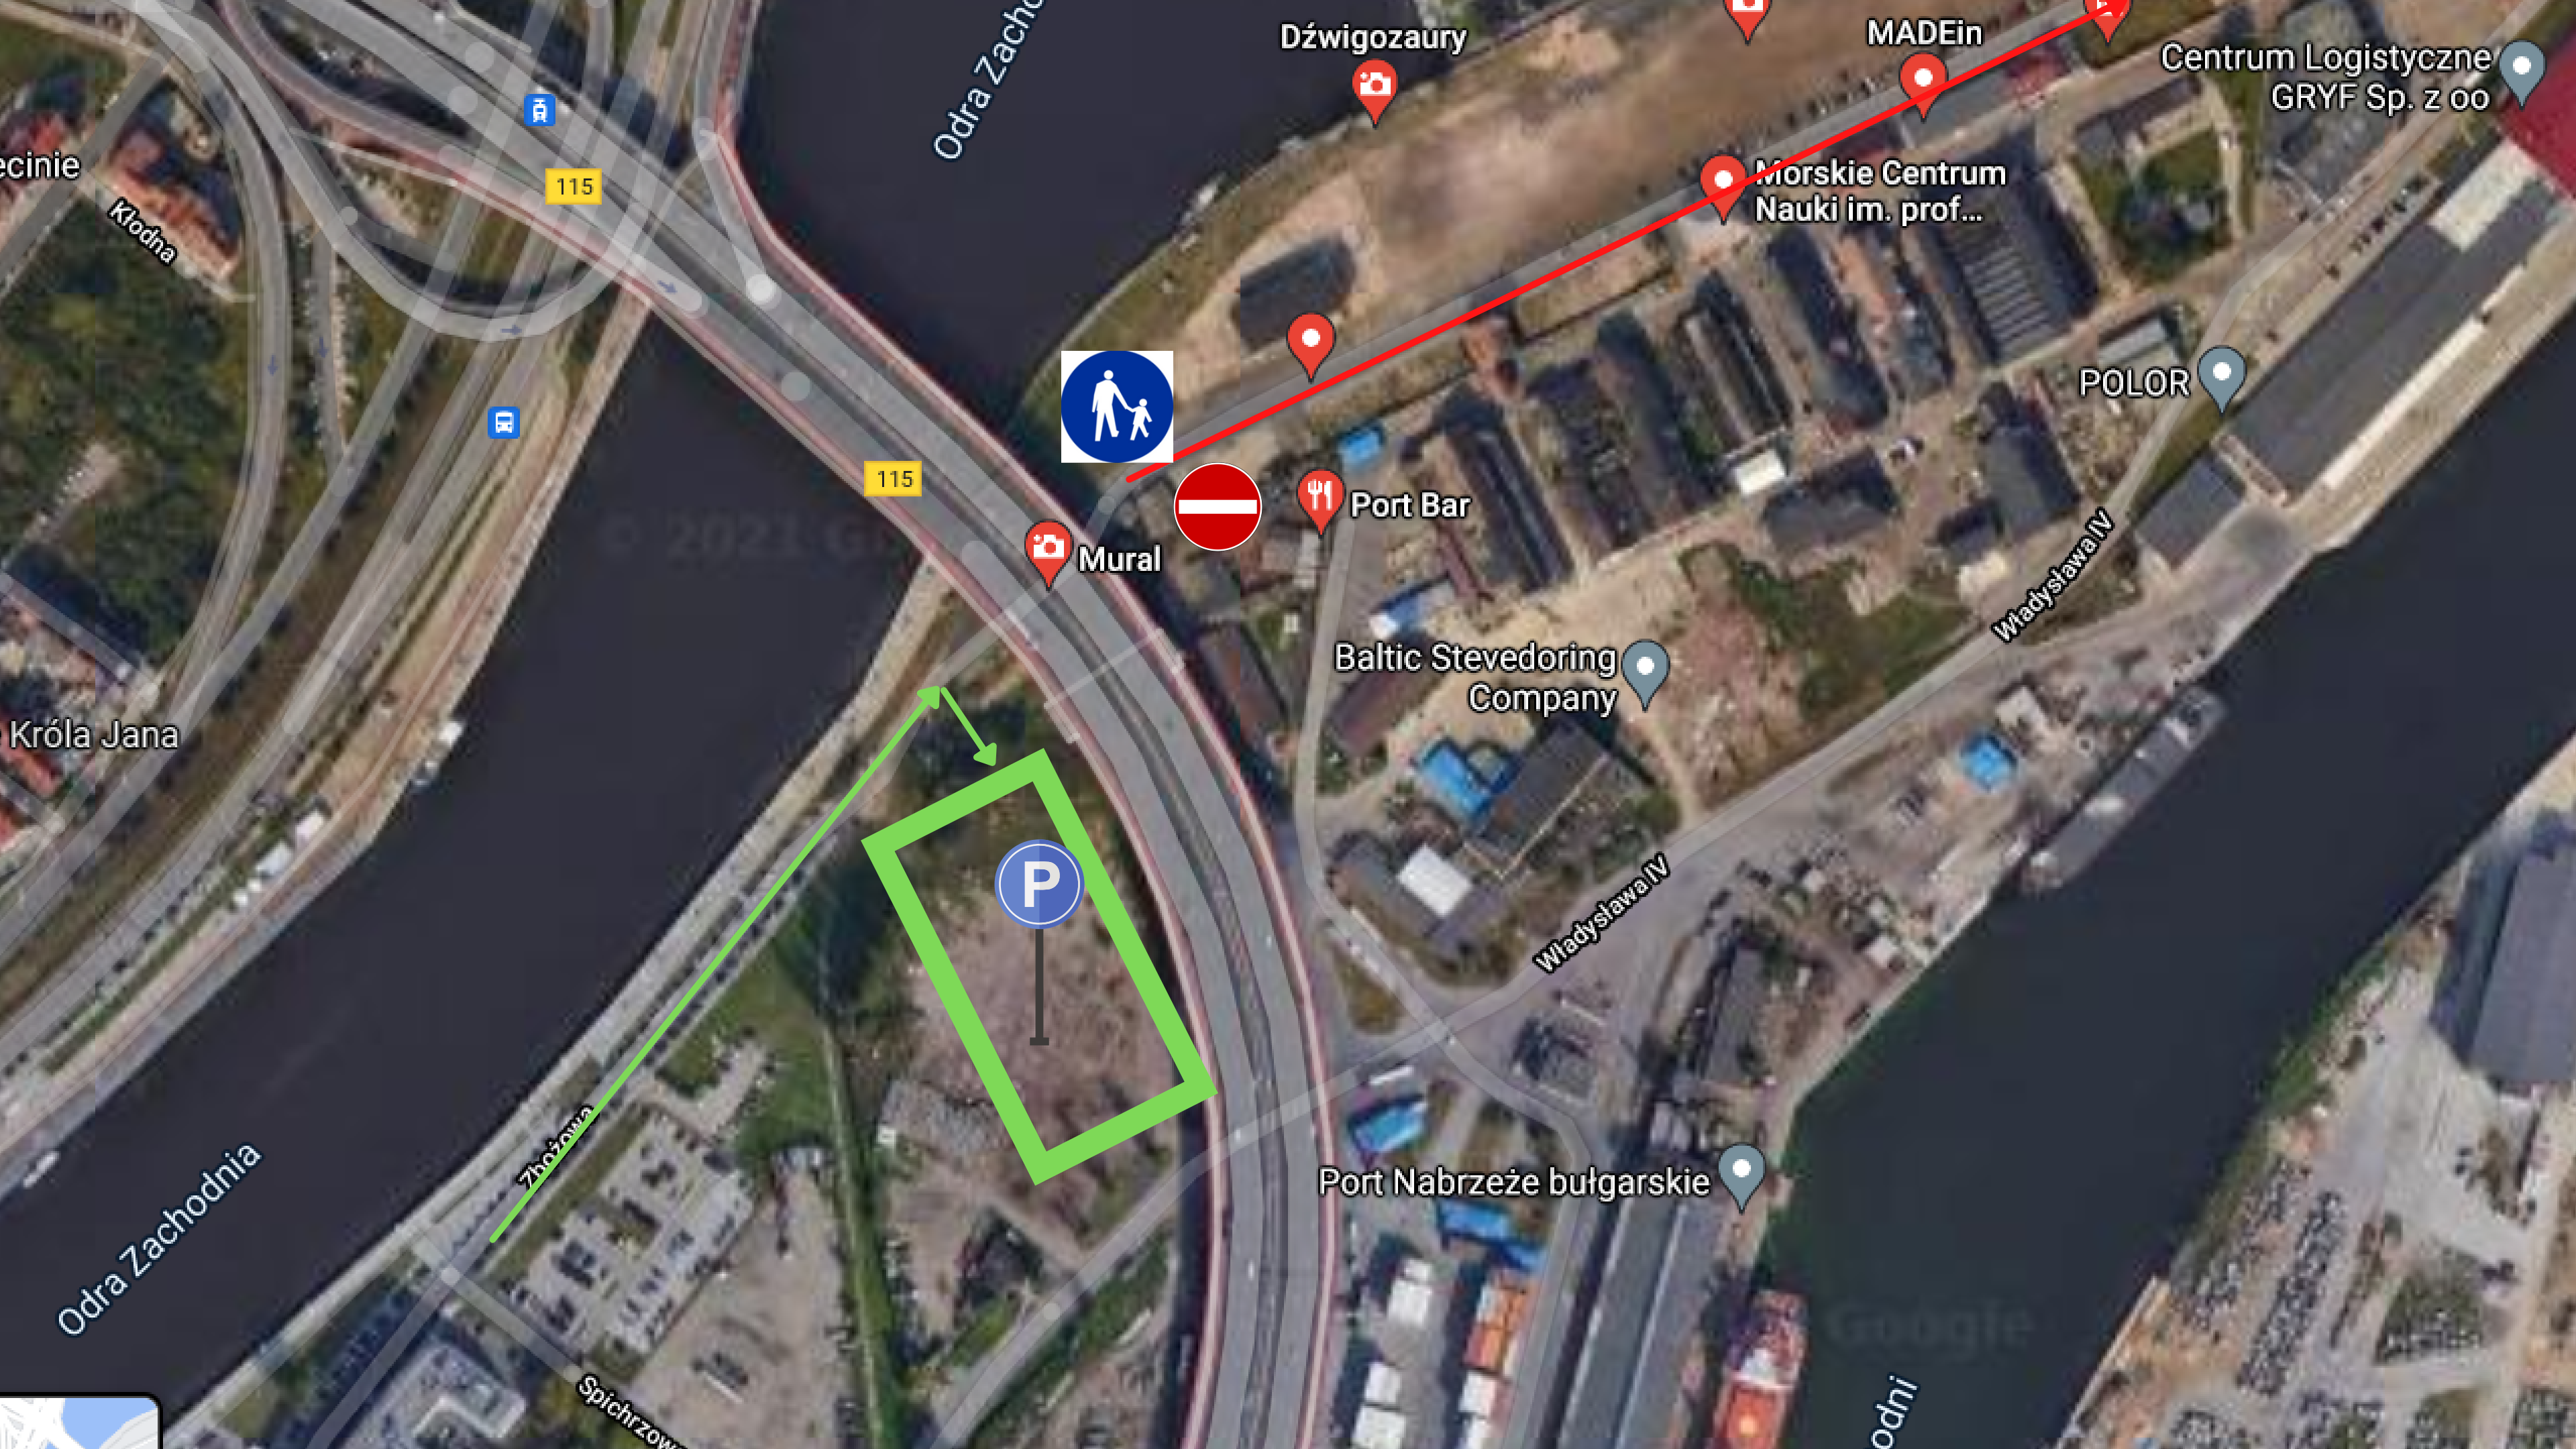 Odra Zacho
Dźwigozaury
MADEin
Centrum Logistyczne
GRYF Sp. z oo
ecinie
115
Kłodna
Morskie Centrum
Nauki im. prof...
POLOR
115
Port Bar
© 2021 G
Mural
Władysława IV
Baltic Stevedoring
Company
Króla Jana
P
Władysława IV
Zbożowa
Port Nabrzeże bułgarskie
Odra Zachodnia
Google
Spichrzow
odni